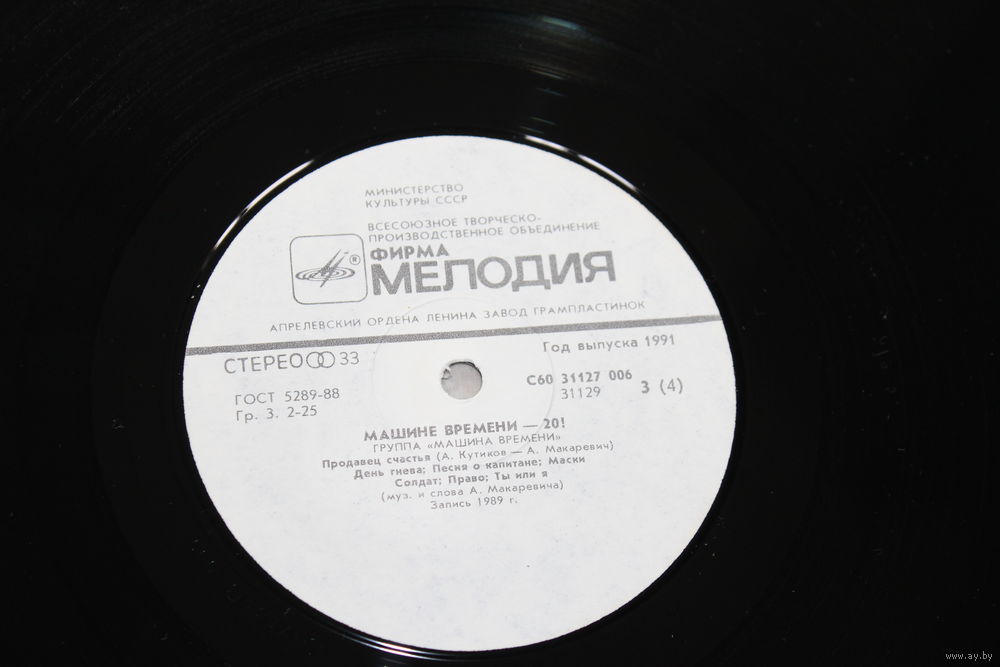 МИНИСТЕРСТВО
КУЛЬТУРЫ СССР
ВСЕСОЮЗНОЕ ТВОРЧЕСКО-
ПРОИЗВОДСТВЕННОЕ ОБЪЕДИНЕНИЕ
ФИРМА
®
МЕЛОДИЯ
АПРЕЛЕВСКИЙ ОРДЕНА ЛЕНИНА ЗАВОД ГРАМПЛАСТИНОК
СТЕРЕО 33
Год выпуска 1991
ГОСТ 5289-88
Гр. 3. 2-25
С60 31127 006
31129
3 (4)
МАШИНЕ ВРЕМЕНИ — 20!
ГРУППА «МАШИНА ВРЕМЕНИ»
Продавец счастья (А. Кутиков — А. Макаревич)
День гнева; Песня о капитане; Маски
Солдат; Право; Ты или я
(муз. и слова А. Макаревича)
Запись 1989 г.
www.ay.by